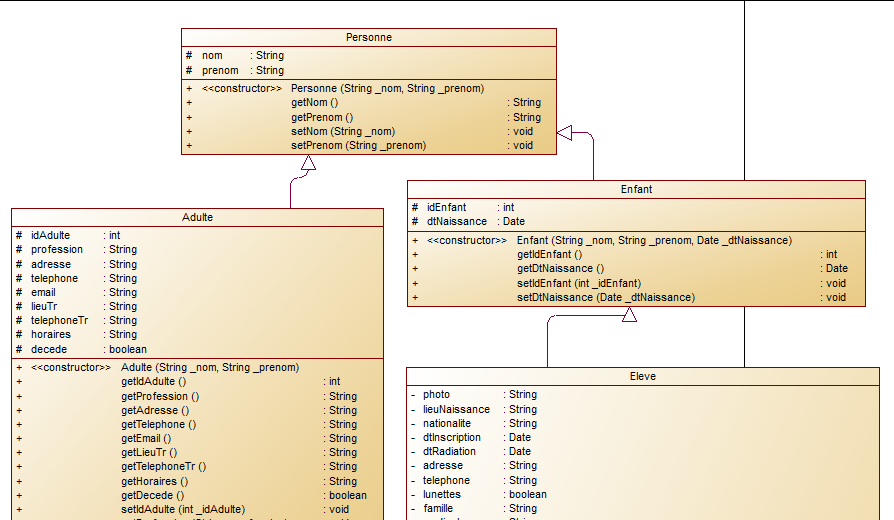 Personne
# nom : String
# prenom : String
+ <<constructor>> Personne (String _nom, String _prenom)
+ getNom () : String
+ getPrenom () : String
+ setNom (String _nom) : void
+ setPrenom (String _prenom) : void
Adulte
# idAdulte : int
# profession : String
# adresse : String
# telephone : String
# email : String
# lieuTr : String
# telephoneTr : String
# horaires : String
# decede : boolean
+ <<constructor>> Adulte (String _nom, String _prenom)
+ getIdAdulte () : int
+ getProfession () : String
+ getAdresse () : String
+ getTelephone () : String
+ getEmail () : String
+ getLieuTr () : String
+ getTelephoneTr () : String
+ getHoraires () : String
+ getDecede () : boolean
+ setIdAdulte (int _idAdulte) : void
Enfant
# idEnfant : int
# dtNaissance : Date
+ <<constructor>> Enfant (String _nom, String _prenom, Date _dtNaissance)
+ getIdEnfant () : int
+ getDtNaissance () : Date
+ setIdEnfant (int _idEnfant) : void
+ setDtNaissance (Date _dtNaissance) : void
Eleve
- photo : String
- lieuNaissance : String
- nationalite : String
- dtInscription : Date
- dtRadiation : Date
- adresse : String
- telephone : String
- lunettes : boolean
- famille : String